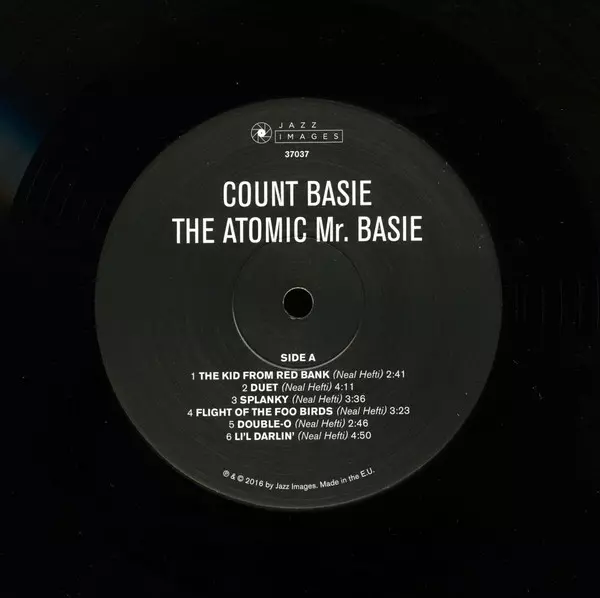 JAZZ
IMAGES
37037
COUNT BASIE
THE ATOMIC Mr. BASIE
SIDE A
1 THE KID FROM RED BANK (Neal Hefti) 2:41
2 DUET (Neal Hefti) 4:11
3 SPLANKY (Neal Hefti) 3:36
4 FLIGHT OF THE FOO BIRDS (Neal Hefti) 3:23
5 DOUBLE-O (Neal Hefti) 2:46
6 LI'L DARLIN' (Neal Hefti) 4:50
℗ & © 2016 by Jazz Images. Made in the E.U.